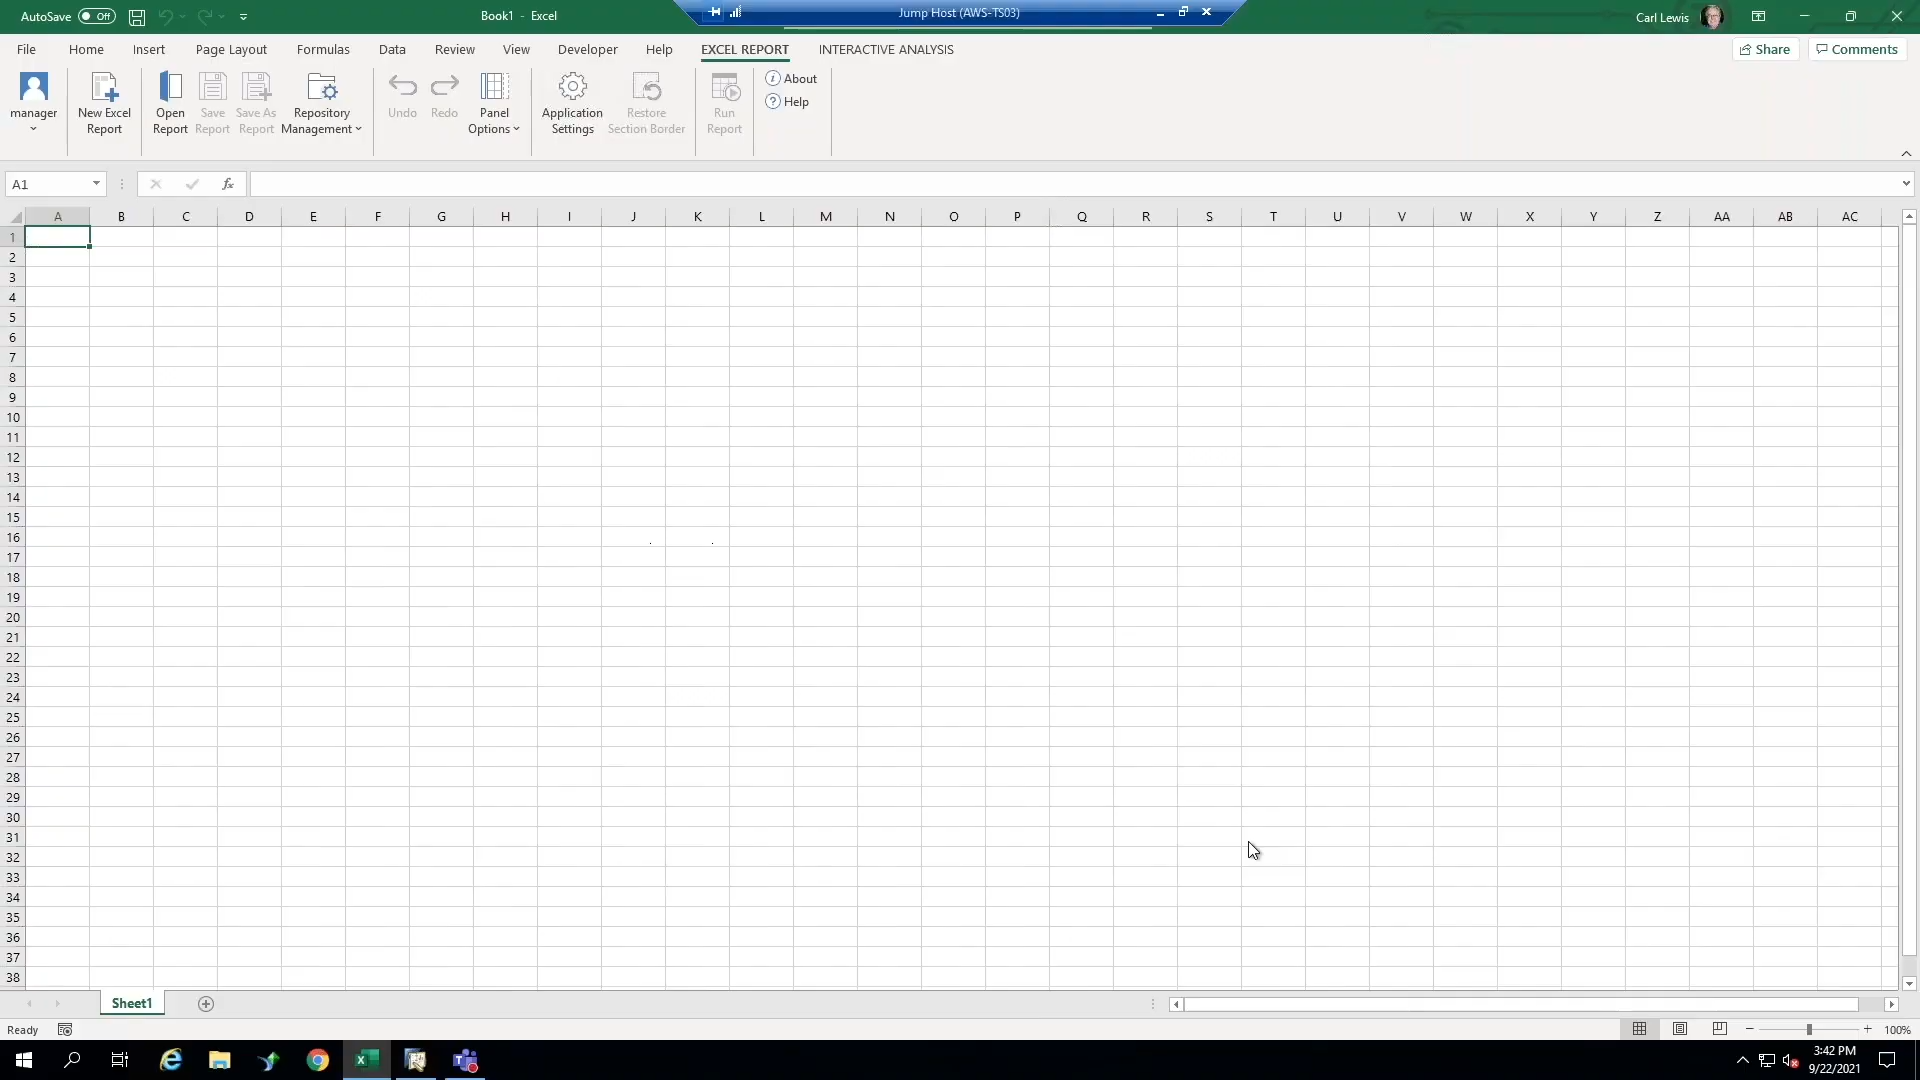 AutoSave Off
Book1 - Excel
Jump Host (AWS-TS03)
Carl Lewis
File Home Insert Page Layout Formulas Data Review View Developer Help EXCEL REPORT INTERACTIVE ANALYSIS
Share Comments
manager
New Excel
Report
Open
Report
Save
Report
Save As
Report
Repository
Management
Undo
Redo
Panel
Options
Application
Settings
Restore
Section Border
Run
Report
About
Help
A1
fx
A B C D E F G H I J K L M N O P Q R S T U V W X Y Z AA AB AC
1
2
3
4
5
6
7
8
9
10
11
12
13
14
15
16
17
18
19
20
21
22
23
24
25
26
27
28
29
30
31
32
33
34
35
36
37
38
Sheet1
Ready
100%
3:42 PM
9/22/2021